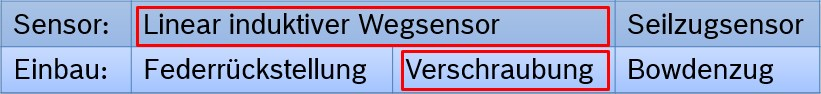 Sensor: Linear induktiver Wegsensor Seilzugsensor
Einbau: Federrückstellung Verschraubung Bowdenzug